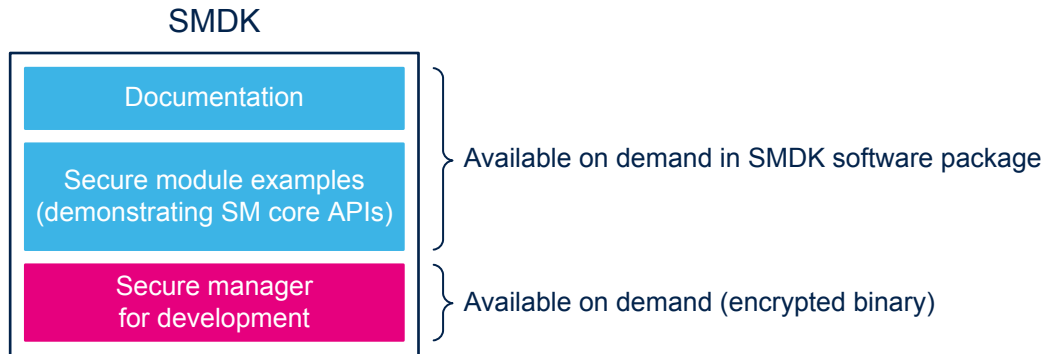 SMDK
Documentation
Secure module examples
(demonstrating SM core APIs)
Available on demand in SMDK software package
Secure manager
for development
Available on demand (encrypted binary)